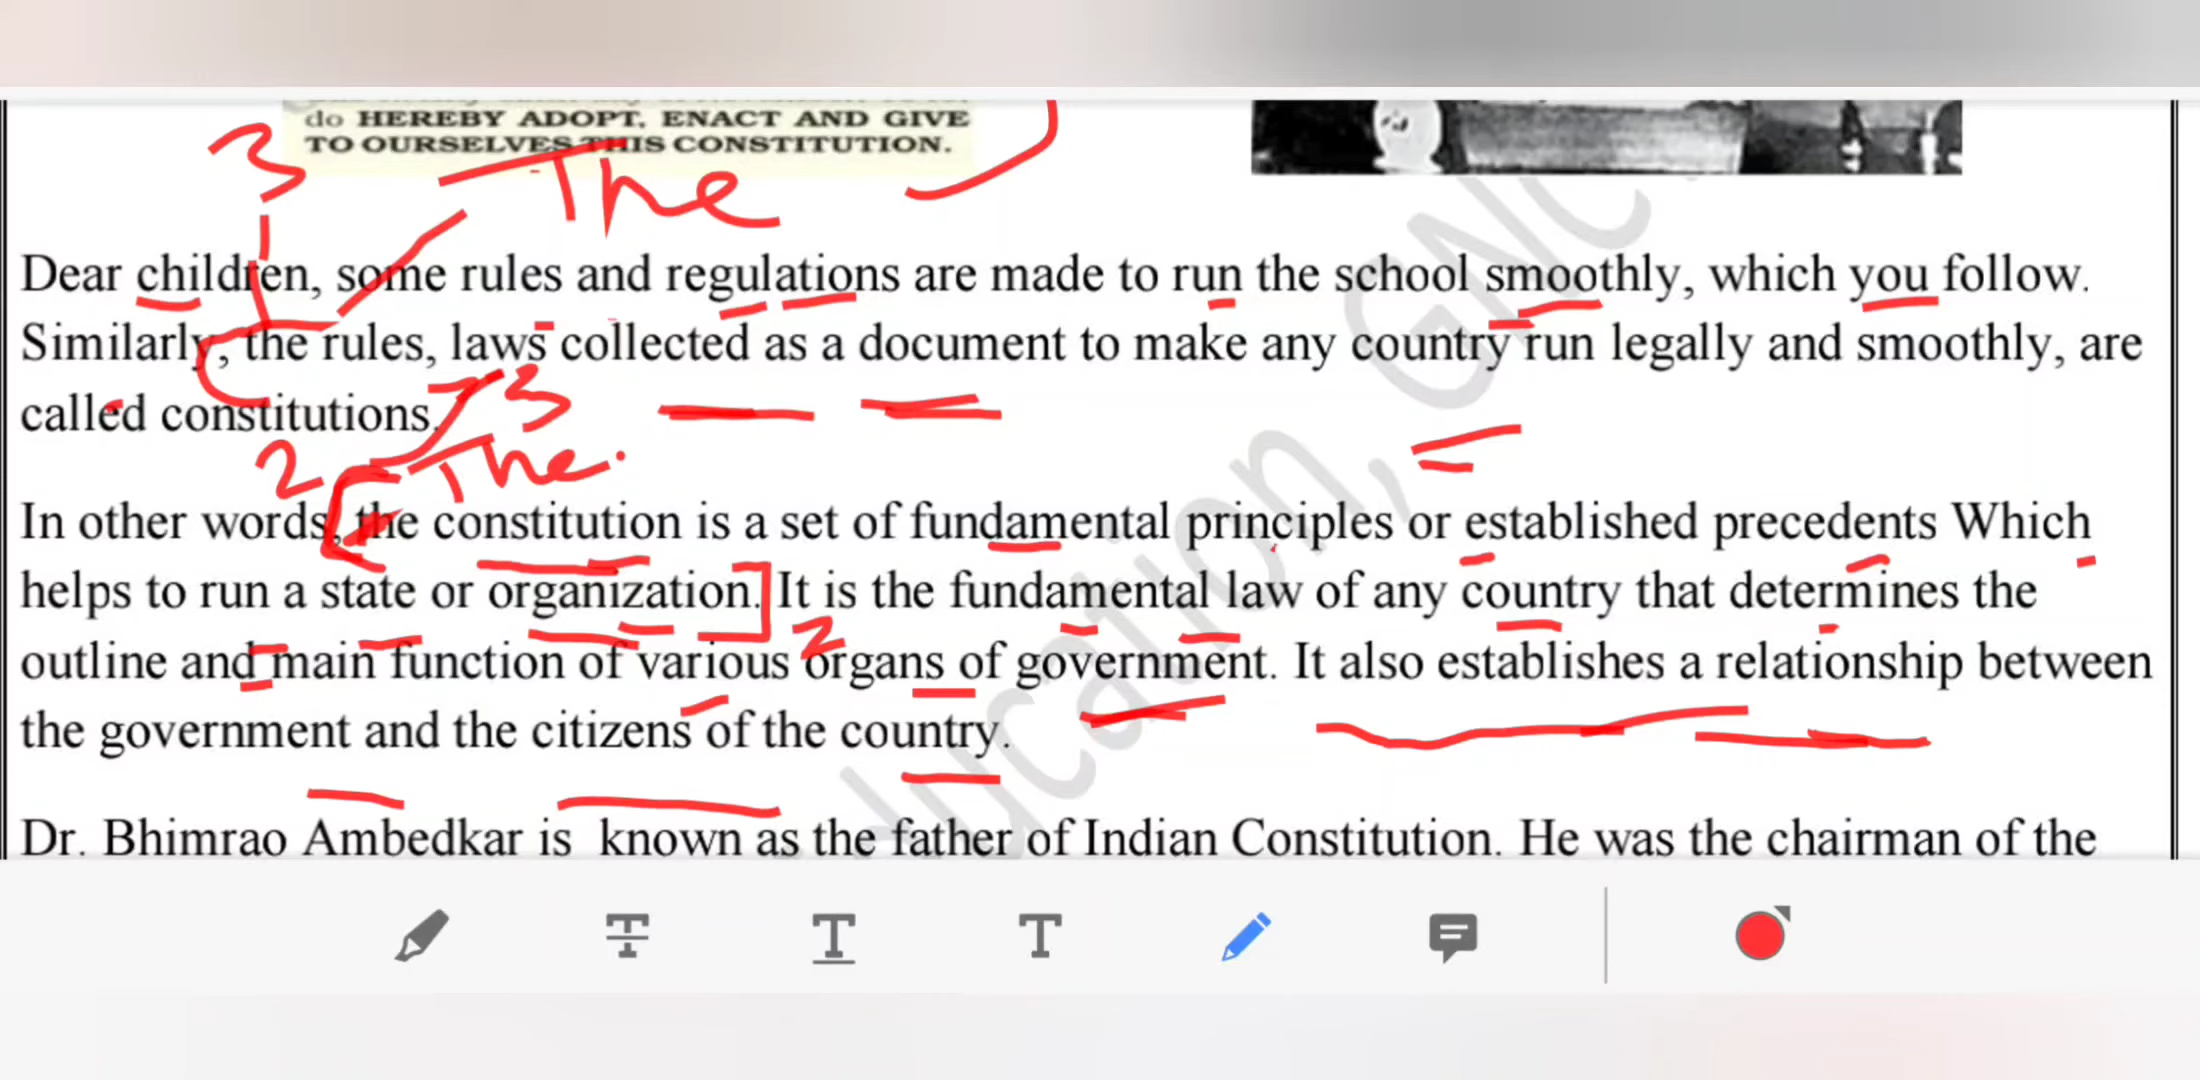 do HEREBY ADOPT, ENACT AND GIVE
TO OURSELVES THIS CONSTITUTION.
3
The
Dear children, some rules and regulations are made to run the school smoothly, which you follow.
Similarly, the rules, laws collected as a document to make any country run legally and smoothly, are
called constitutions.
3
2
The.
In other words, the constitution is a set of fundamental principles or established precedents Which
helps to run a state or organization. It is the fundamental law of any country that determines the
2
outline and main function of various organs of government. It also establishes a relationship between
the government and the citizens of the country.
Dr. Bhimrao Ambedkar is known as the father of Indian Constitution. He was the chairman of the